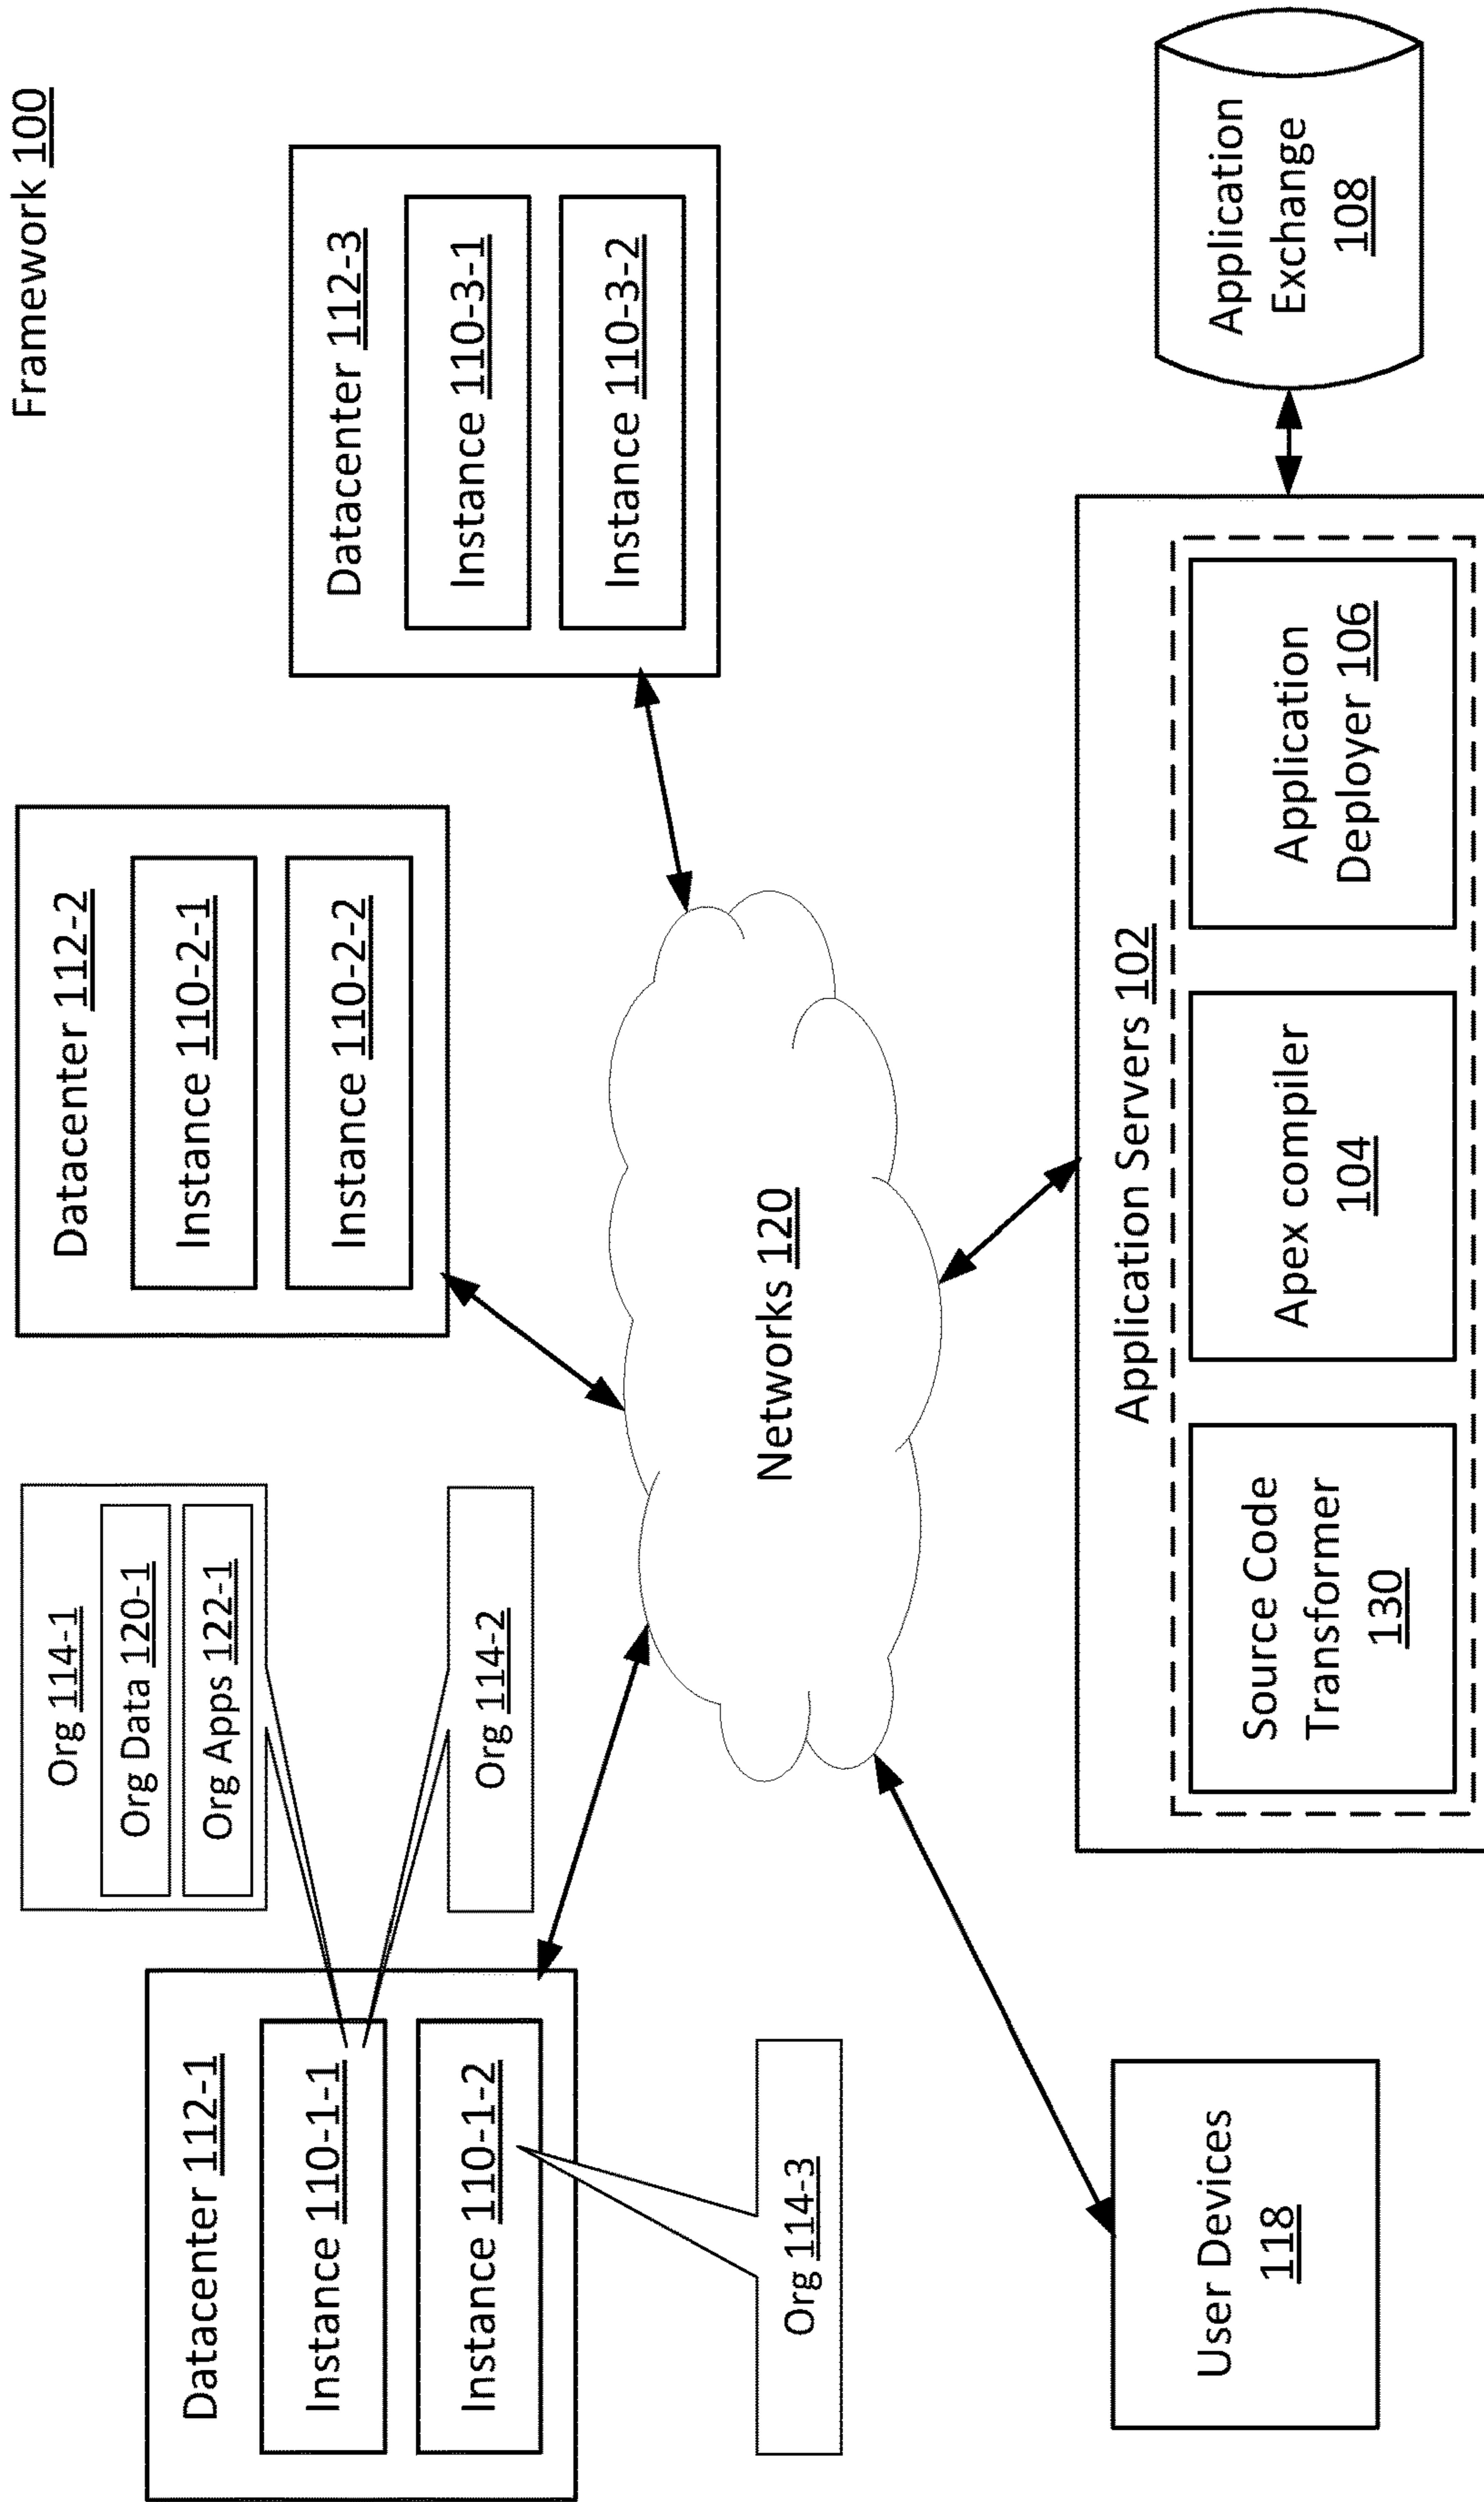 Framework 100
Datacenter 112-1
Instance 110-1-1
Instance 110-1-2
Org 114-1
Org Data 120-1
Org Apps 122-1
Org 114-2
Org 114-3
Datacenter 112-2
Instance 110-2-1
Instance 110-2-2
Datacenter 112-3
Instance 110-3-1
Instance 110-3-2
Networks 120
User Devices
118
Application Servers 102
Source Code
Transformer
130
Apex compiler
104
Application
Deployer 106
Application
Exchange
108